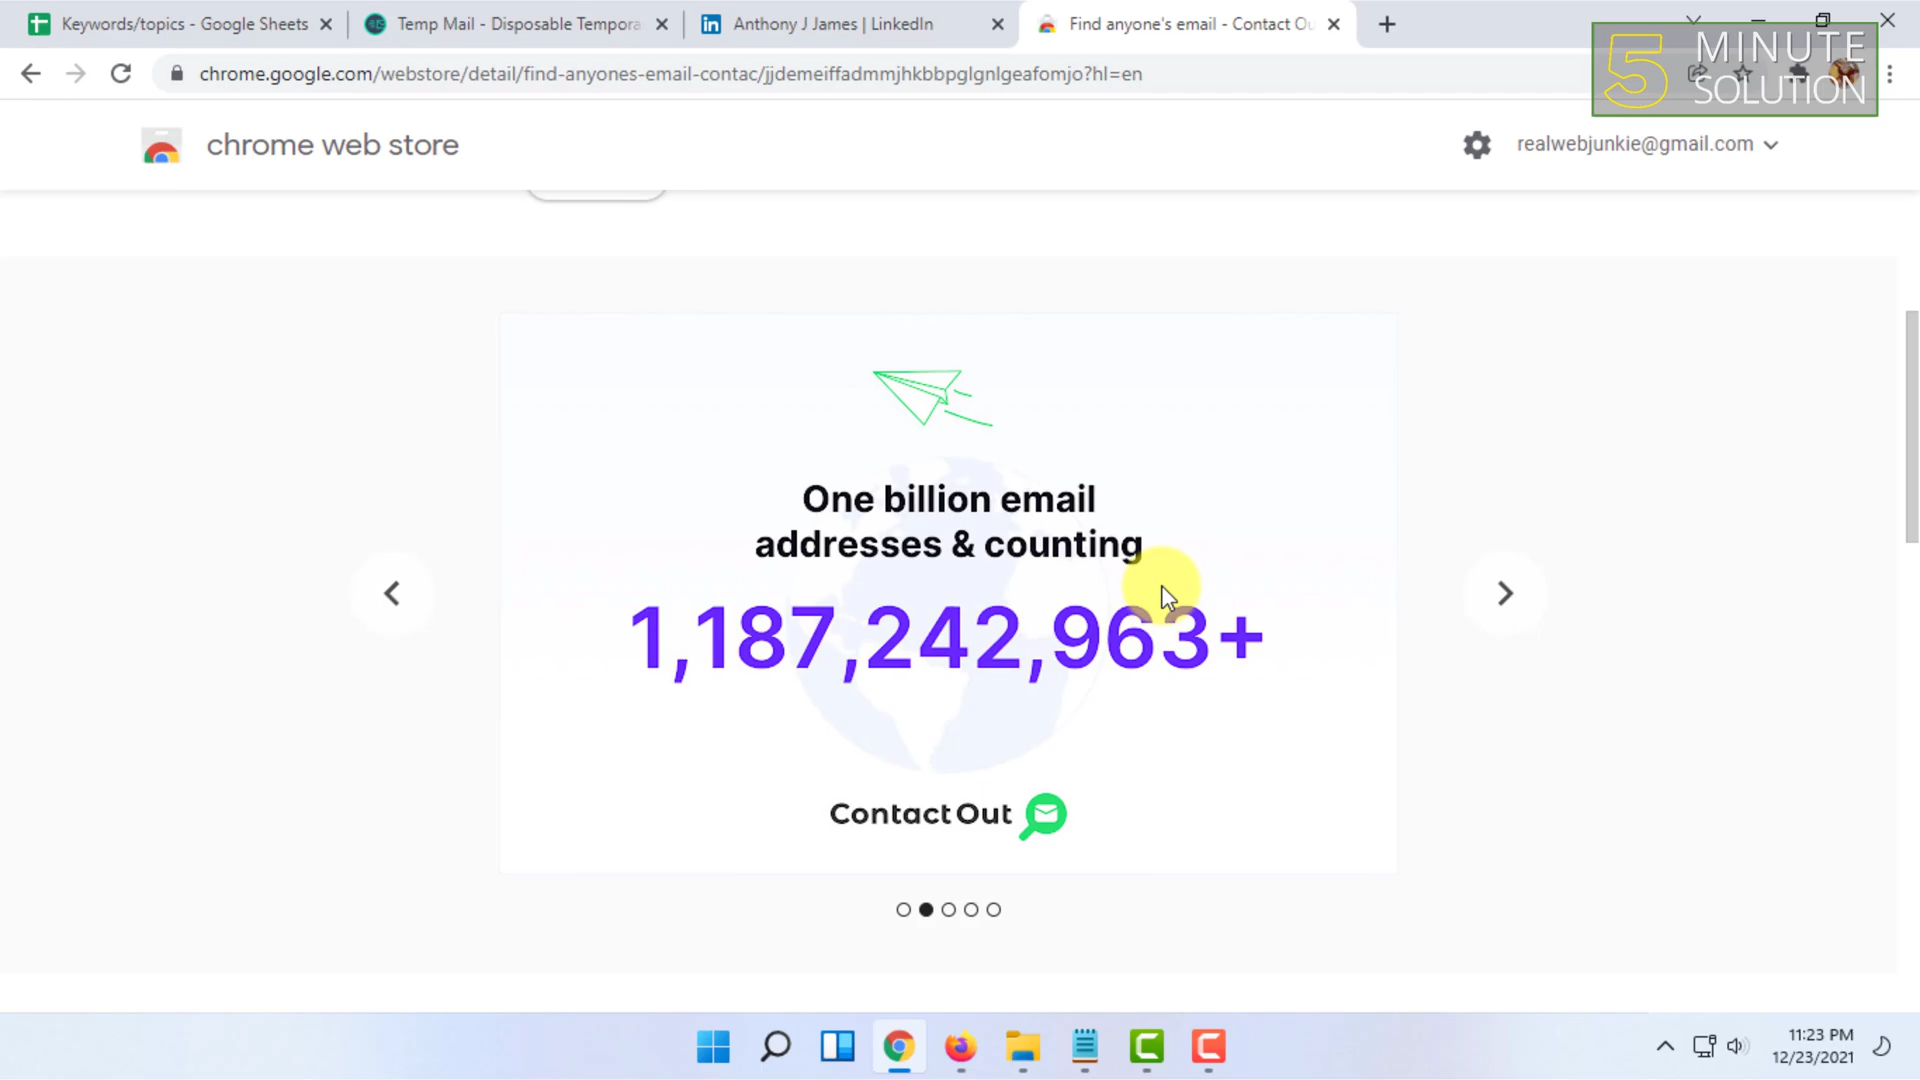 Keywords/topics - Google Sheets
Temp Mail - Disposable Tempora
in
Anthony J James | LinkedIn
Find anyone's email - Contact Ou
chrome.google.com/webstore/detail/find-anyones-email-contac/jjdemeiffadmmjhkbbpglgnlgeafomjo?hl=en
5 MINUTE
SOLUTION
chrome web store
realwebjunkie@gmail.com
One billion email
addresses & counting
1,187,242,963+
ContactOut
11:23 PM
12/23/2021